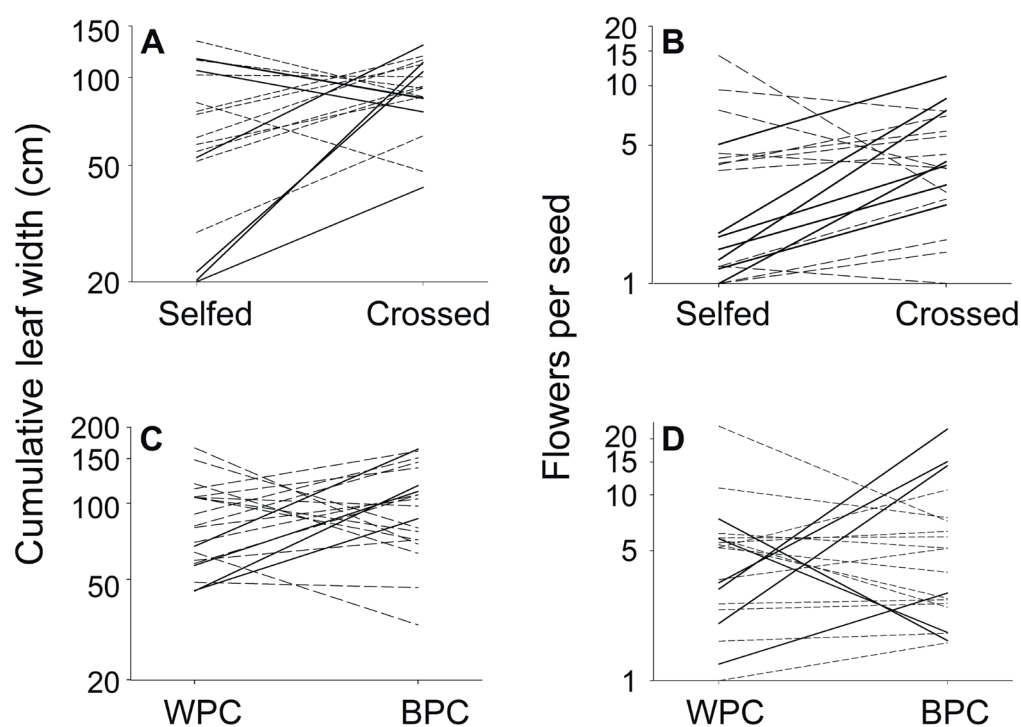 A
150
100
50
20
Selfed
Crossed
B
20
15
10
5
1
Selfed
Crossed
Cumulative leaf width (cm)
Flowers per seed
C
200
150
100
50
20
WPC
BPC
D
20
15
10
5
1
WPC
BPC